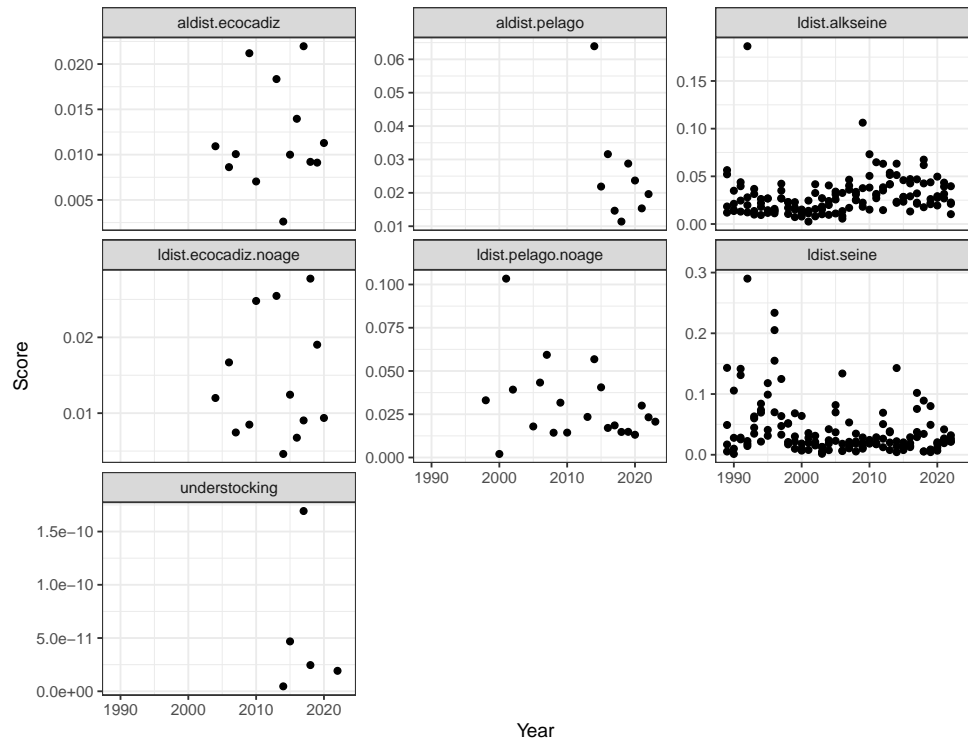 aldist.ecocadiz
aldist.pelago
ldist.alkseine
0.020
0.015
0.010
0.005
0.06
0.05
0.04
0.03
0.02
0.01
0.15
0.10
0.05
0.00
ldist.ecocadiz.noage
ldist.pelago.noage
ldist.seine
0.02
0.01
0.100
0.075
0.050
0.025
0.000
0.3
0.2
0.1
0.0
1990 2000 2010 2020
1990 2000 2010 2020
understocking
1.5e−10
1.0e−10
5.0e−11
0.0e+00
1990 2000 2010 2020
Score
Year